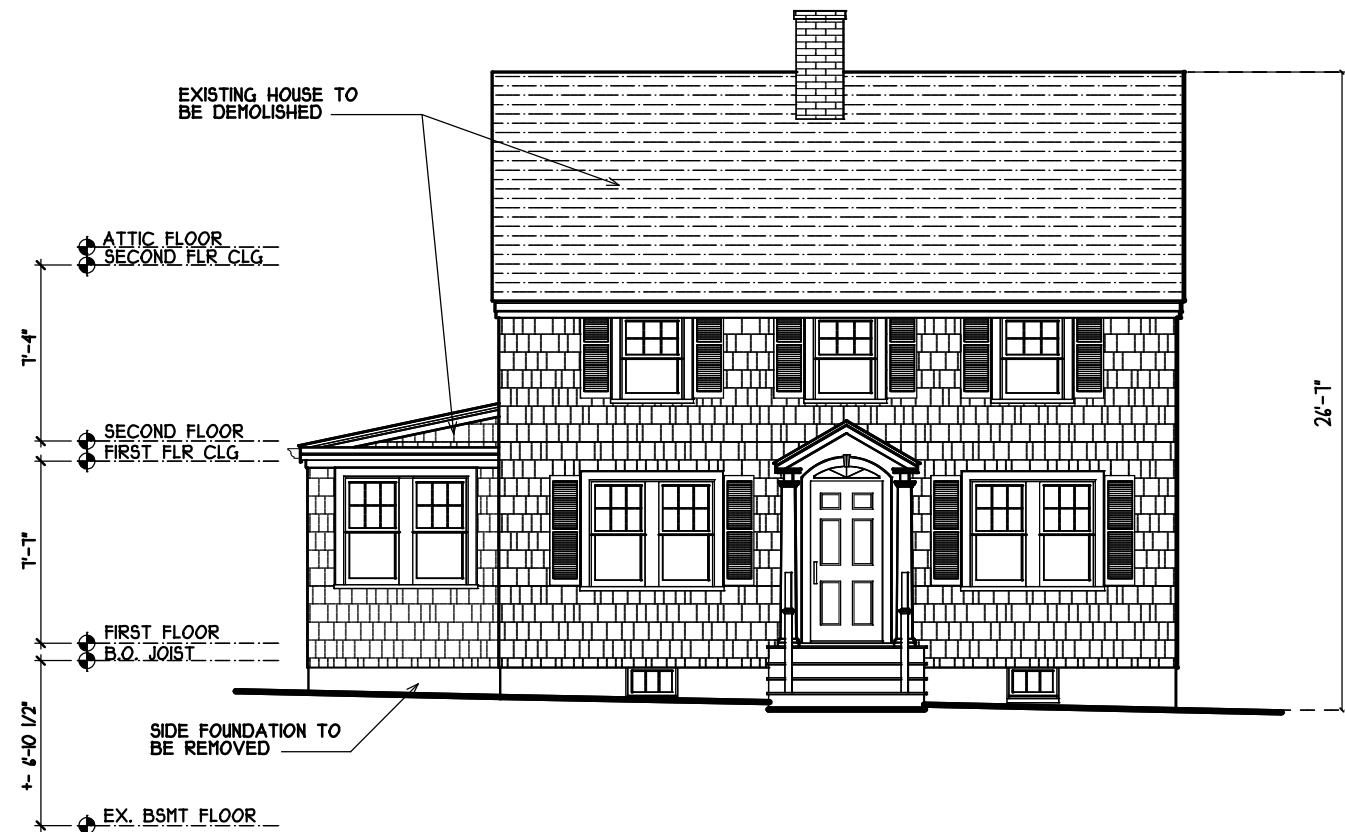 EXISTING HOUSE TO
BE DEMOLISHED
ATTIC FLOOR
SECOND FLR CLG
7'-4"
26'-7"
SECOND FLOOR
FIRST FLR CLG
7'-7"
FIRST FLOOR
B.O. JOIST
+- 6'-10 1/2"
SIDE FOUNDATION TO
BE REMOVED
EX. BSMT FLOOR